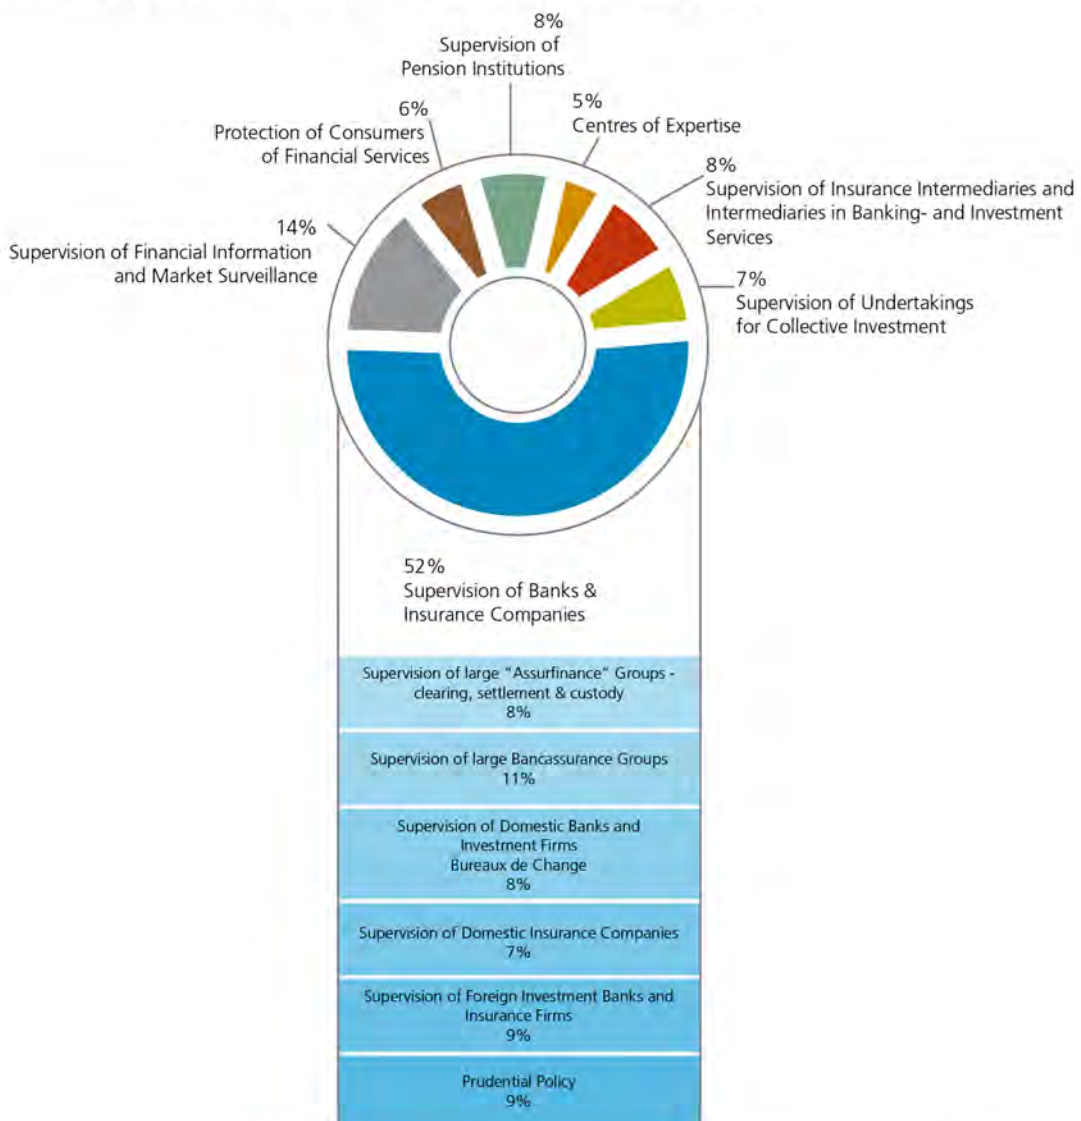 8%
Supervision of
Pension Institutions
6%
Protection of Consumers
of Financial Services
5%
Centres of Expertise
8%
Supervision of Insurance Intermediaries and
Intermediaries in Banking- and Investment
Services
14%
Supervision of Financial Information
and Market Surveillance
7%
Supervision of Undertakings
for Collective Investment
52%
Supervision of Banks &
Insurance Companies
Supervision of large "Assurfinance" Groups -
clearing, settlement & custody
8%
Supervision of large Bancassurance Groups
11%
Supervision of Domestic Banks and
Investment Firms
Bureaux de Change
8%
Supervision of Domestic Insurance Companies
7%
Supervision of Foreign Investment Banks and
Insurance Firms
9%
Prudential Policy
9%